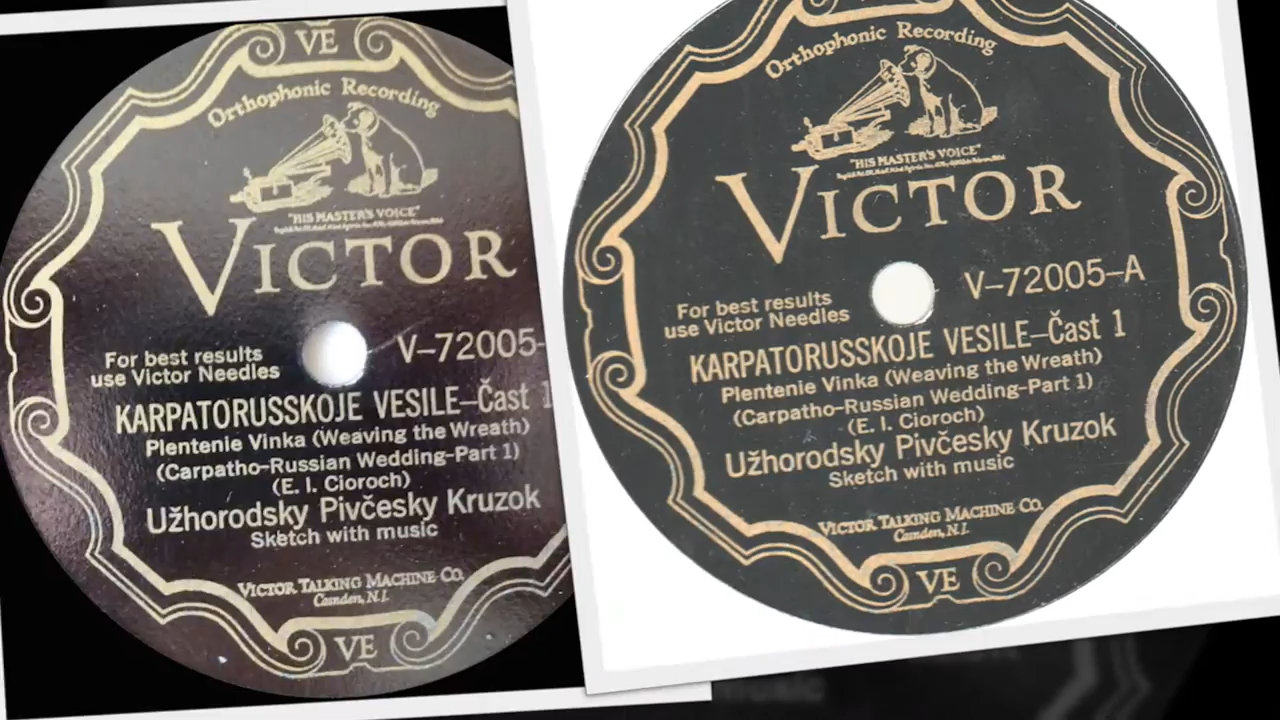 VE
Orthophonic Recording
"HIS MASTER'S VOICE"
VICTOR
For best results
use Victor Needles
V-72005-
KARPATORUSSKOJE VESILE-Čast 1
Plentenie Vinka (Weaving the Wreath)
(Carpatho-Russian Wedding-Part 1)
(E. I. Cioroch)
Užhorodsky Pivčesky Kruzok
Sketch with music
VICTOR TALKING MACHINE CO.
Camden, N.J.
VE
Orthophonic Recording
"HIS MASTER'S VOICE"
VICTOR
For best results
use Victor Needles
V-72005-A
KARPATORUSSKOJE VESILE-Čast 1
Plentenie Vinka (Weaving the Wreath)
(Carpatho-Russian Wedding-Part 1)
(E. I. Cioroch)
Užhorodsky Pivčesky Kruzok
Sketch with music
VICTOR TALKING MACHINE CO.
Camden, N.J.
VE
music